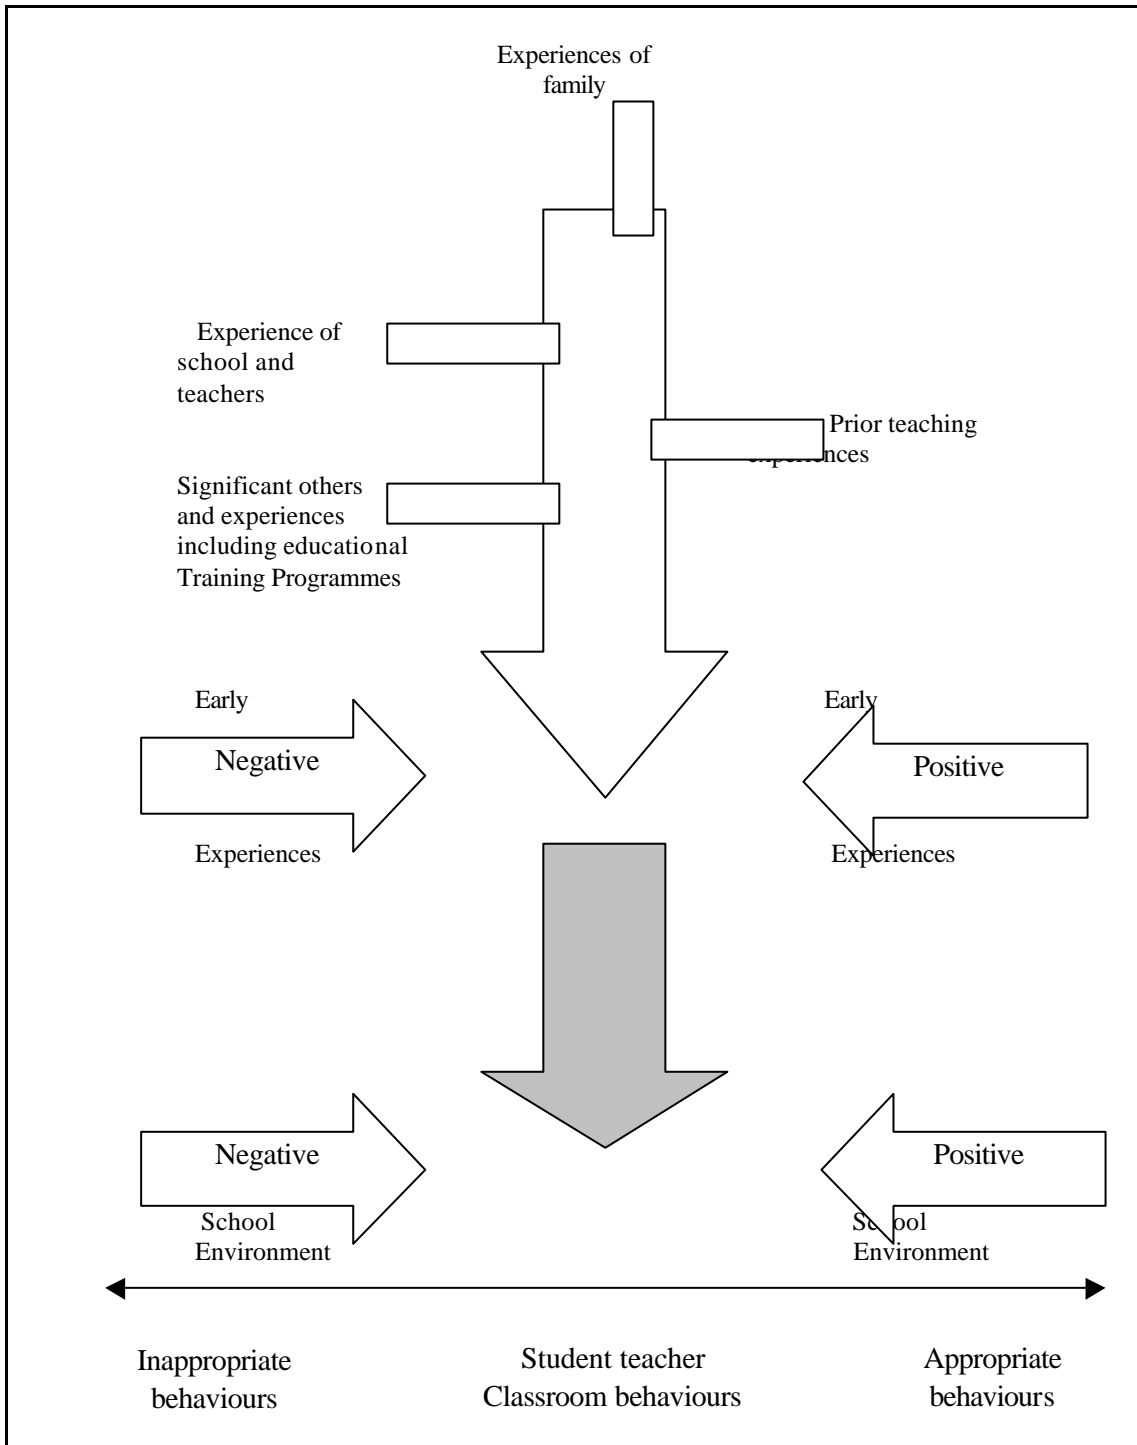 Experiences of
family
Experience of
school and
teachers
Prior teaching
experiences
Significant others
and experiences
including educational
Training Programmes
Early
Negative
Experiences
Early
Positive
Experiences
Negative
School
Environment
Positive
School
Environment
Inappropriate
behaviours
Student teacher
Classroom behaviours
Appropriate
behaviours